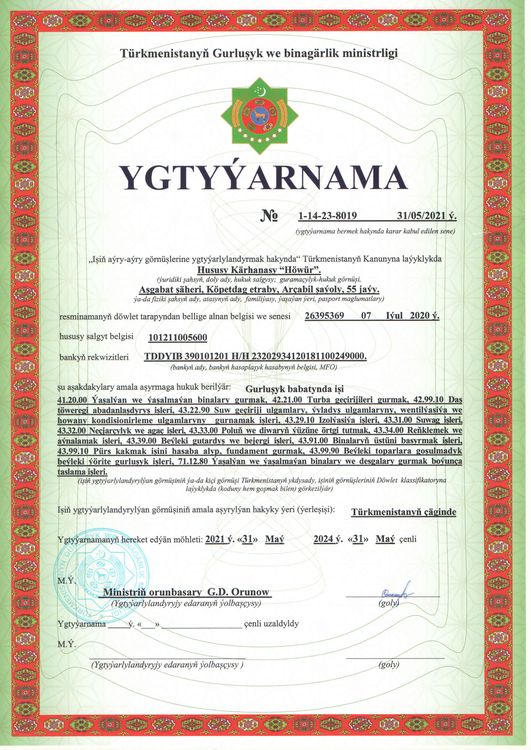 Türkmenistanyň Gurluşyk we binagärlik ministrligi
YGTYÝARNAMA
№ 1-14-23-8019 31/05/2021 ý.
(ygtyýarnama bermek hakynda karar kabul edilen sene)
„Işiň aýry-aýry görnüşlerine ygtyýarlylandyrmak hakynda“ Türkmenistanyň Kanunyna laýyklykda
Hususy Kärhanasy “Höwür”.
(ýuridiki şahsyň, doly ady, hukuk salgysy; guramaçylyk-hukuk görnüşi,
Aşgabat şäheri, Köpetdag etraby, Arçabil şaýoly, 55 jaýy.
ýa-da fiziki şahsyň ady, atasynyň ady, familiýasy, ýaşaýan ýeri, pasport maglumatlary)
resminamanyň döwlet tarapyndan bellige alnan belgisi we senesi 26395369 07 Iýul 2020 ý.
hususy salgyt belgisi 101211005600
bankyň rekwizitleri TDDYIB 390101201 H/H 23202934120181100249000.
(bankyň ady, bankyň hasaplaýyk hasabynyň belgisi, MFO)
şu aşakdakylary amala aşyrmaga hukuk berilýär: Gurluşyk babatynda işi
41.20.00 Ýaşalýan we ýaşalmaýan binalary gurmak, 42.21.00 Turba geçirijileri gurmak, 42.99.10 Daş
töweregi abadanlaşdyryş işleri, 43.22.90 Suw geçiriji ulgamlary, ýyladyş ulgamlaryny, wentilýasiýa we
howany kondisionirleme ulgamlaryny gurnamak işleri, 43.29.10 Izolýasiýa işleri, 43.31.00 Suwag işleri,
43.32.00 Neçjarçylyk we agaç işleri, 43.33.00 Poluň we diwaryň ýüzüne örtgi tutmak, 43.34.00 Reňklemek we
aýnalamak işleri, 43.39.00 Beýleki gutardyş we bejergi işleri, 43.91.00 Binalaryň üstüni basyrmak işleri,
43.99.10 Pürs kakmak işini hasaba alyp, fundament gurmak, 43.99.90 Beýleki toparlara goşulmadyk
beýleki ýörite gurluşyk işleri, 71.12.80 Ýaşalýan we ýaşalmaýan binalary we desgalary gurmak boýunça
taslama işleri.
(işiň ygtyýarlylandyrylýan görnüşiniň ýa-da kiçi görnüşi Türkmenistanyň ykdysady, işiniň görnüşleriniň Döwlet klassifikatoryna
laýyklykda (koduny hem goşmak bilen) görkezilýär)
Işiň ygtyýarlylandyrylýan görnüşiniň amala aşyrylýan hakyky ýeri (ýerleşişi): Türkmenistanyň çäginde
Ygtyýarnamanyň hereket edýän möhleti: 2021 ý. «31» Maý 2024 ý. «31» Maý çenli
M.Ý.
Ministriň orunbasary G.D. Orunow
(Ygtyýarlylandyryjy edaranyň ýolbaşçysy) (goly)
Ygtyýarnama ____ ý. «___» ________________ çenli uzaldyldy
M.Ý.
(Ygtyýarlylandyryjy edaranyň ýolbaşçysy ) (goly)